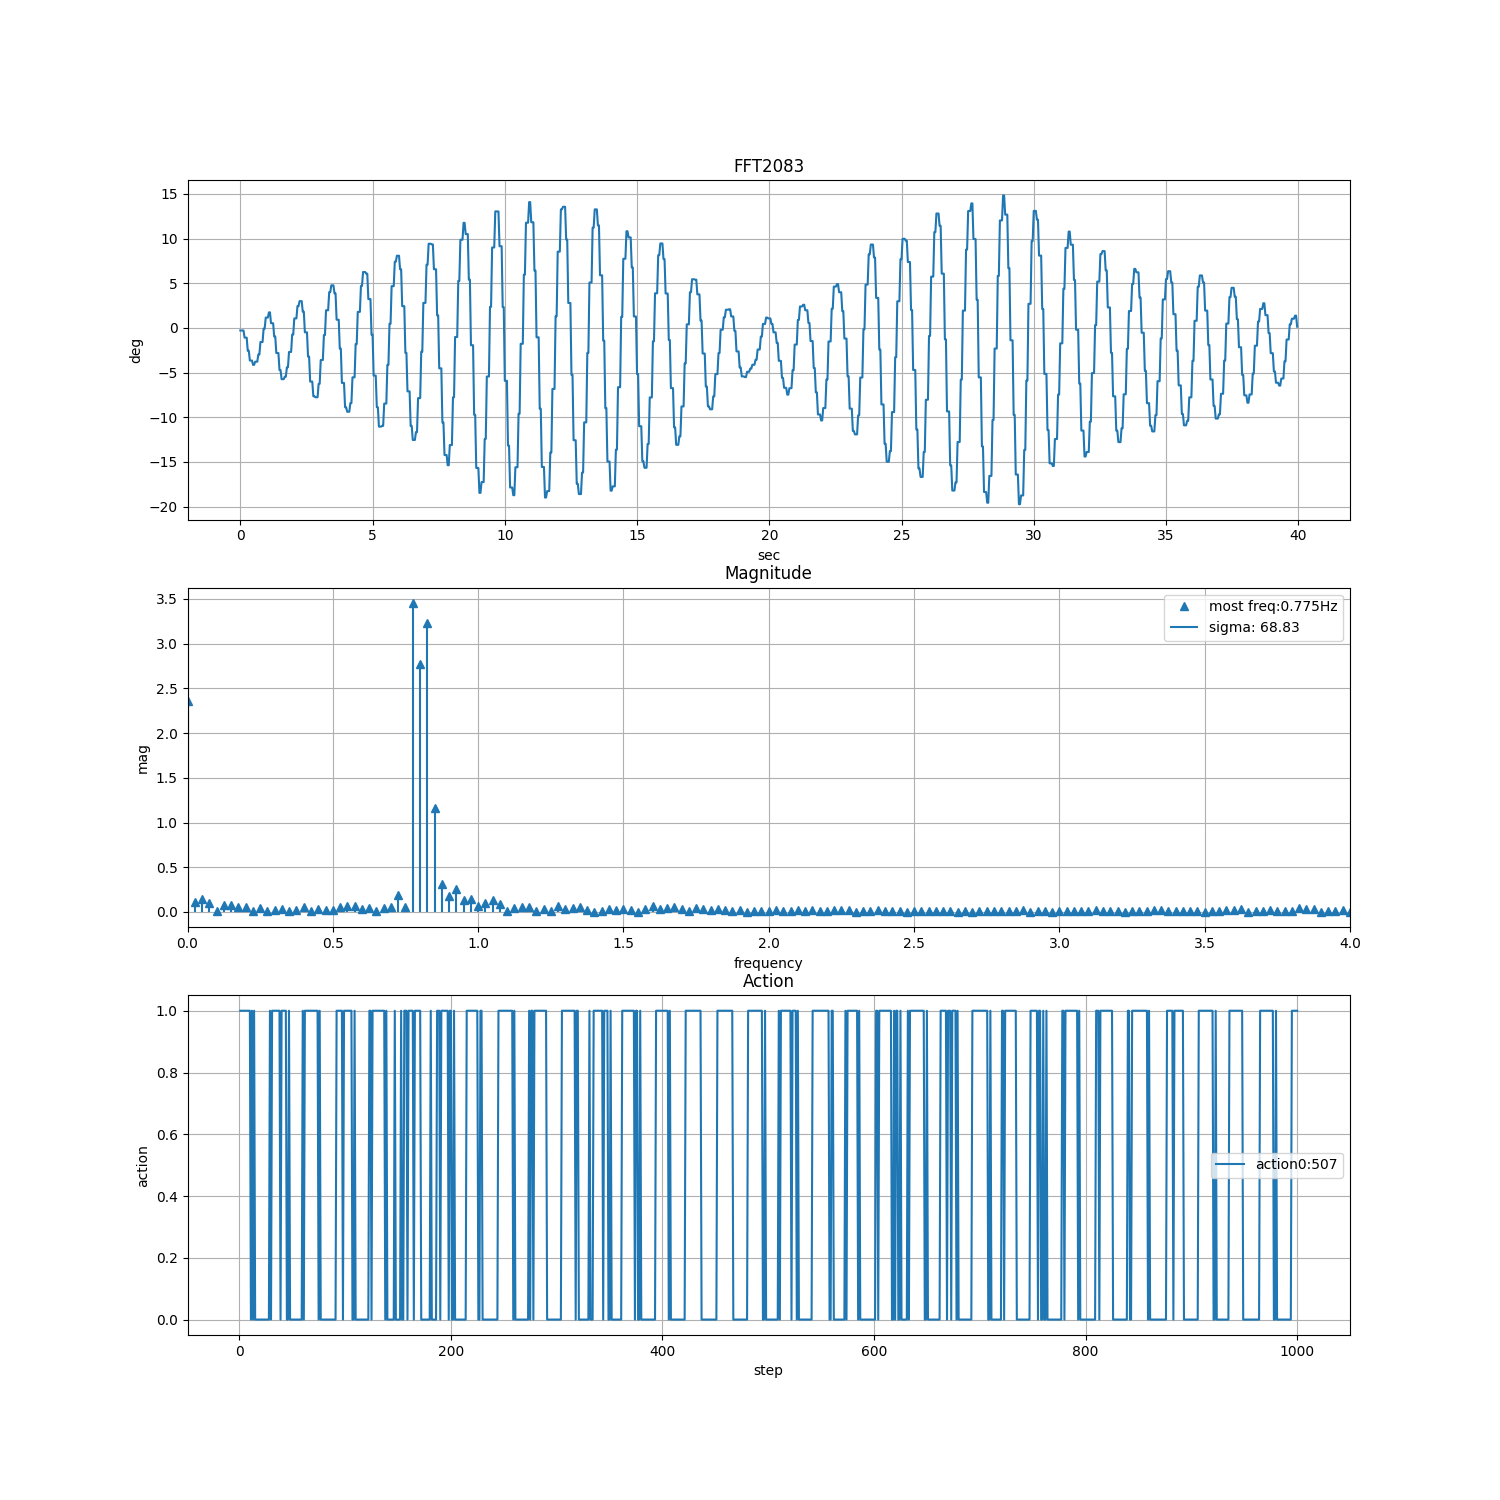 FFT2083
15
10
5
0
−5
−10
−15
−20
deg
0 5 10 15 20 25 30 35 40
sec
Magnitude
3.5
3.0
2.5
2.0
1.5
1.0
0.5
0.0
mag
most freq:0.775Hz
sigma: 68.83
0.0 0.5 1.0 1.5 2.0 2.5 3.0 3.5 4.0
frequency
Action
1.0
0.8
0.6
0.4
0.2
0.0
action
action0:507
0 200 400 600 800 1000
step